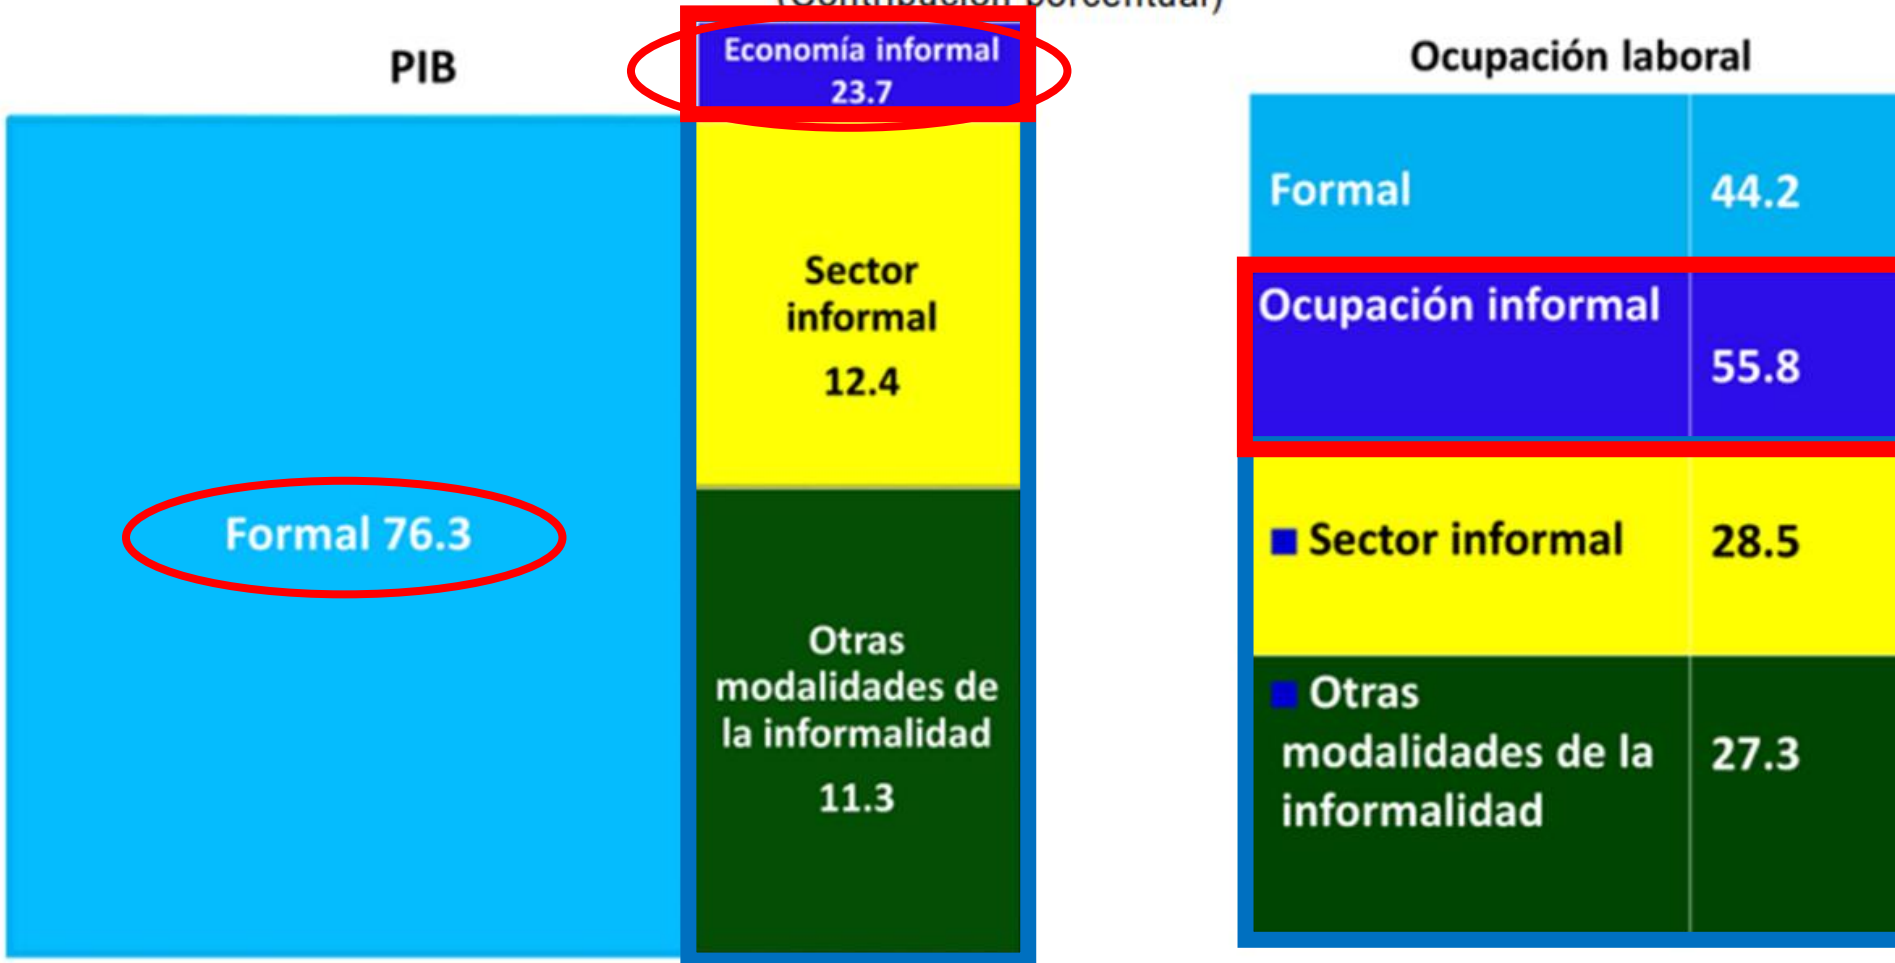 PIB
Economía informal
23.7
Sector
informal
12.4
Formal 76.3
Otras
modalidades de
la informalidad
11.3
Ocupación laboral
Formal 44.2
Ocupación informal
55.8
Sector informal 28.5
Otras
modalidades de la 27.3
informalidad